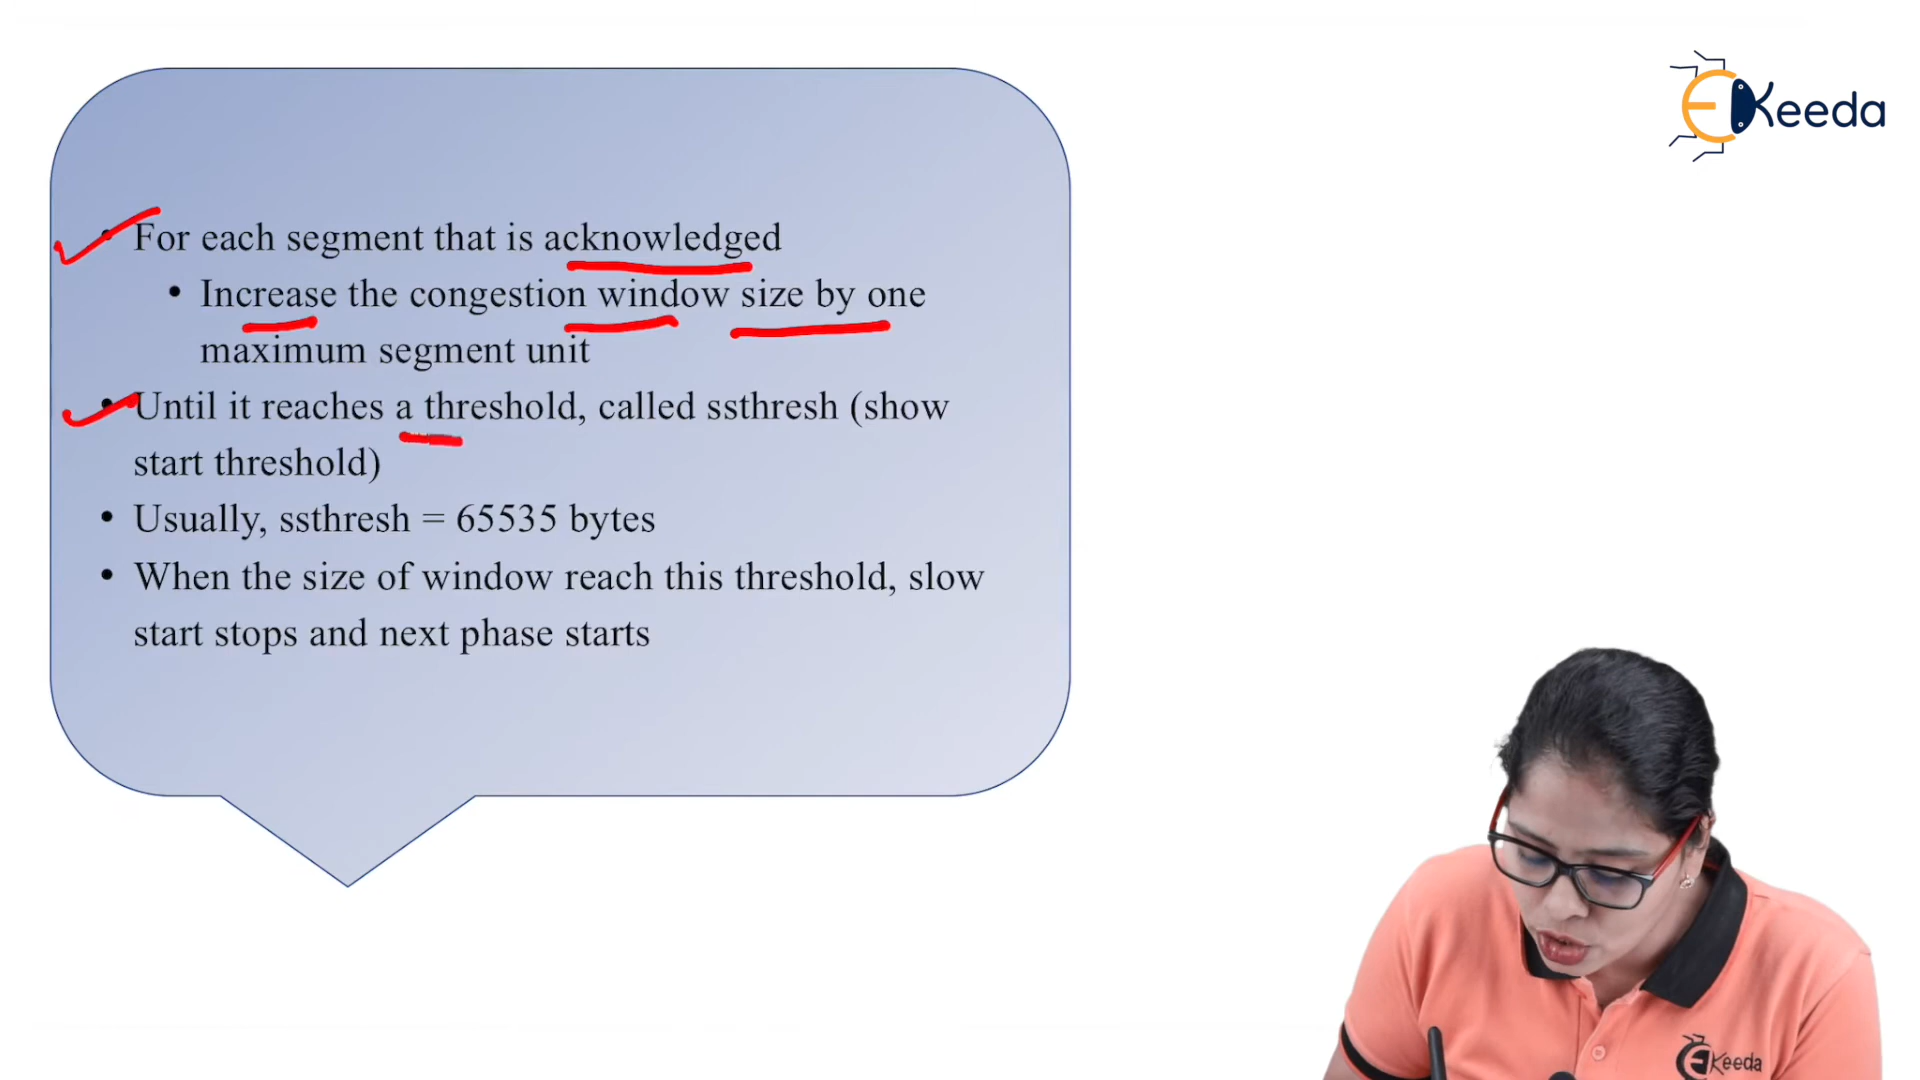 EKeeda
• For each segment that is acknowledged
• Increase the congestion window size by one
maximum segment unit
• Until it reaches a threshold, called ssthresh (show
start threshold)
• Usually, ssthresh = 65535 bytes
• When the size of window reach this threshold, slow
start stops and next phase starts
EKeeda